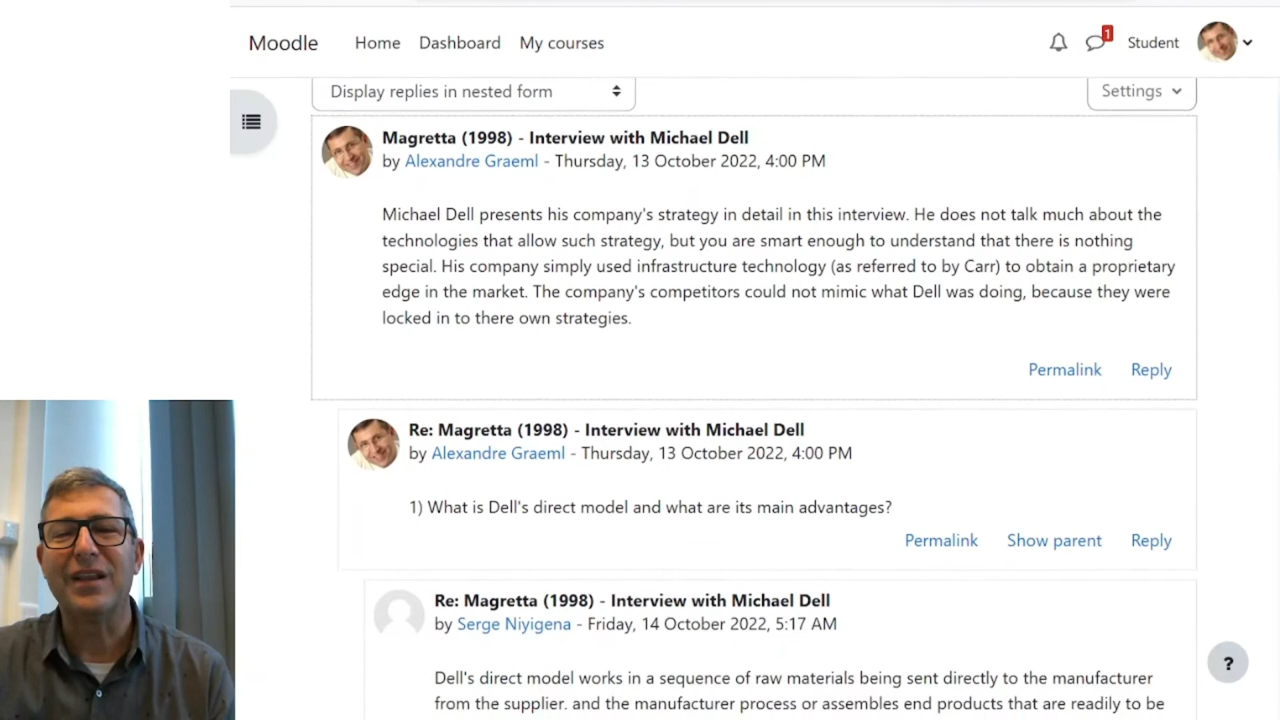 Moodle Home Dashboard My courses 1 Student
Display replies in nested form Settings
Magretta (1998) - Interview with Michael Dell
by Alexandre Graeml - Thursday, 13 October 2022, 4:00 PM
Michael Dell presents his company's strategy in detail in this interview. He does not talk much about the
technologies that allow such strategy, but you are smart enough to understand that there is nothing
special. His company simply used infrastructure technology (as referred to by Carr) to obtain a proprietary
edge in the market. The company's competitors could not mimic what Dell was doing, because they were
locked in to there own strategies.
Permalink Reply
Re: Magretta (1998) - Interview with Michael Dell
by Alexandre Graeml - Thursday, 13 October 2022, 4:00 PM
1) What is Dell's direct model and what are its main advantages?
Permalink Show parent Reply
Re: Magretta (1998) - Interview with Michael Dell
by Serge Niyigena - Friday, 14 October 2022, 5:17 AM
Dell's direct model works in a sequence of raw materials being sent directly to the manufacturer
from the supplier. and the manufacturer process or assembles end products that are readily to be
?